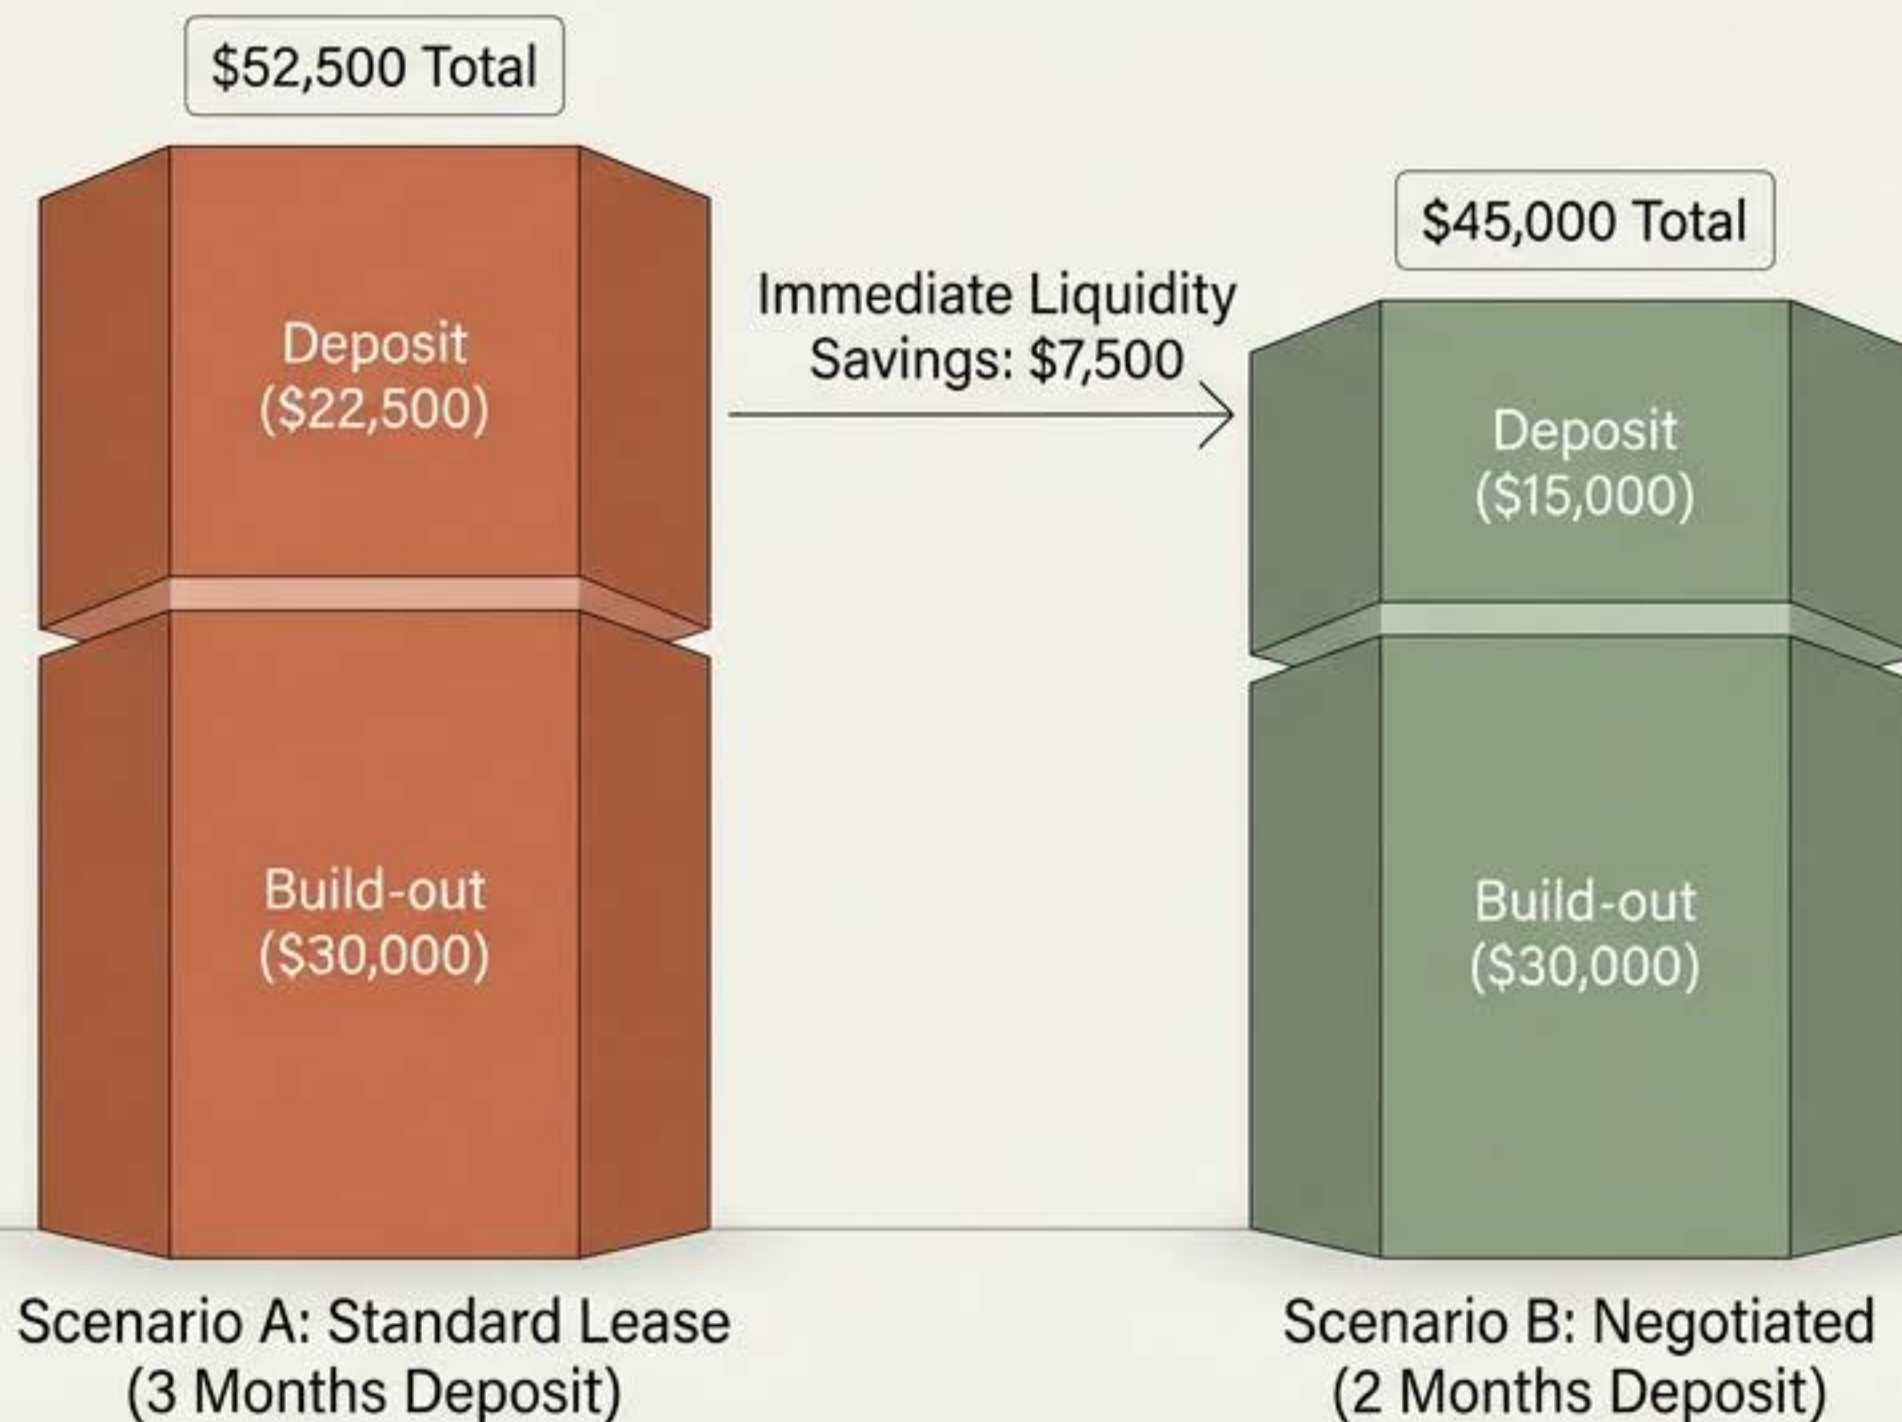 $52,500 Total
Deposit
($22,500)
Build-out
($30,000)
Scenario A: Standard Lease
(3 Months Deposit)
Immediate Liquidity
Savings: $7,500
$45,000 Total
Deposit
($15,000)
Build-out
($30,000)
Scenario B: Negotiated
(2 Months Deposit)